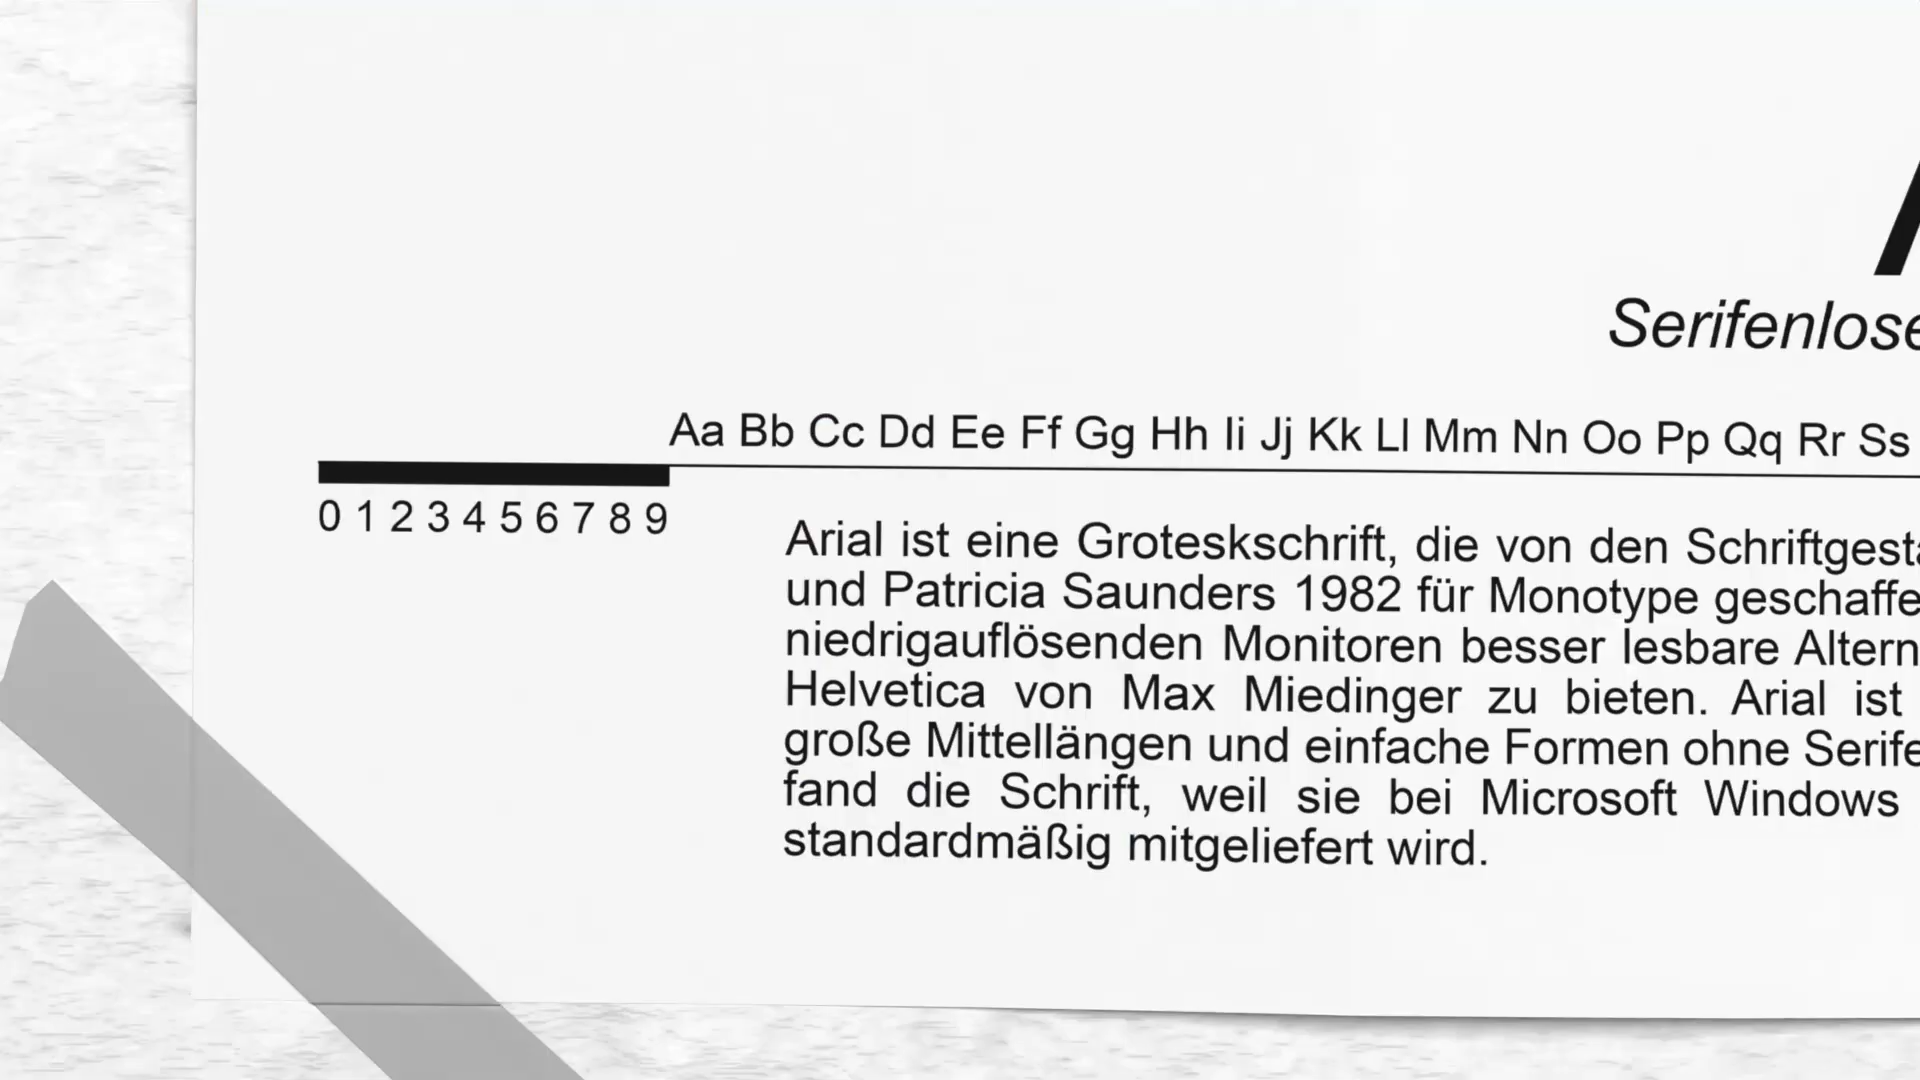 Serifenlose
Aa Bb Cc Dd Ee Ff Gg Hh Ii Jj Kk Ll Mm Nn Oo Pp Qq Rr Ss
0 1 2 3 4 5 6 7 8 9
Arial ist eine Groteskschrift, die von den Schriftgesta
und Patricia Saunders 1982 für Monotype geschaffe
niedrigauflösenden Monitoren besser lesbare Altern
Helvetica von Max Miedinger zu bieten. Arial ist
große Mittellängen und einfache Formen ohne Serife
fand die Schrift, weil sie bei Microsoft Windows
standardmäßig mitgeliefert wird.